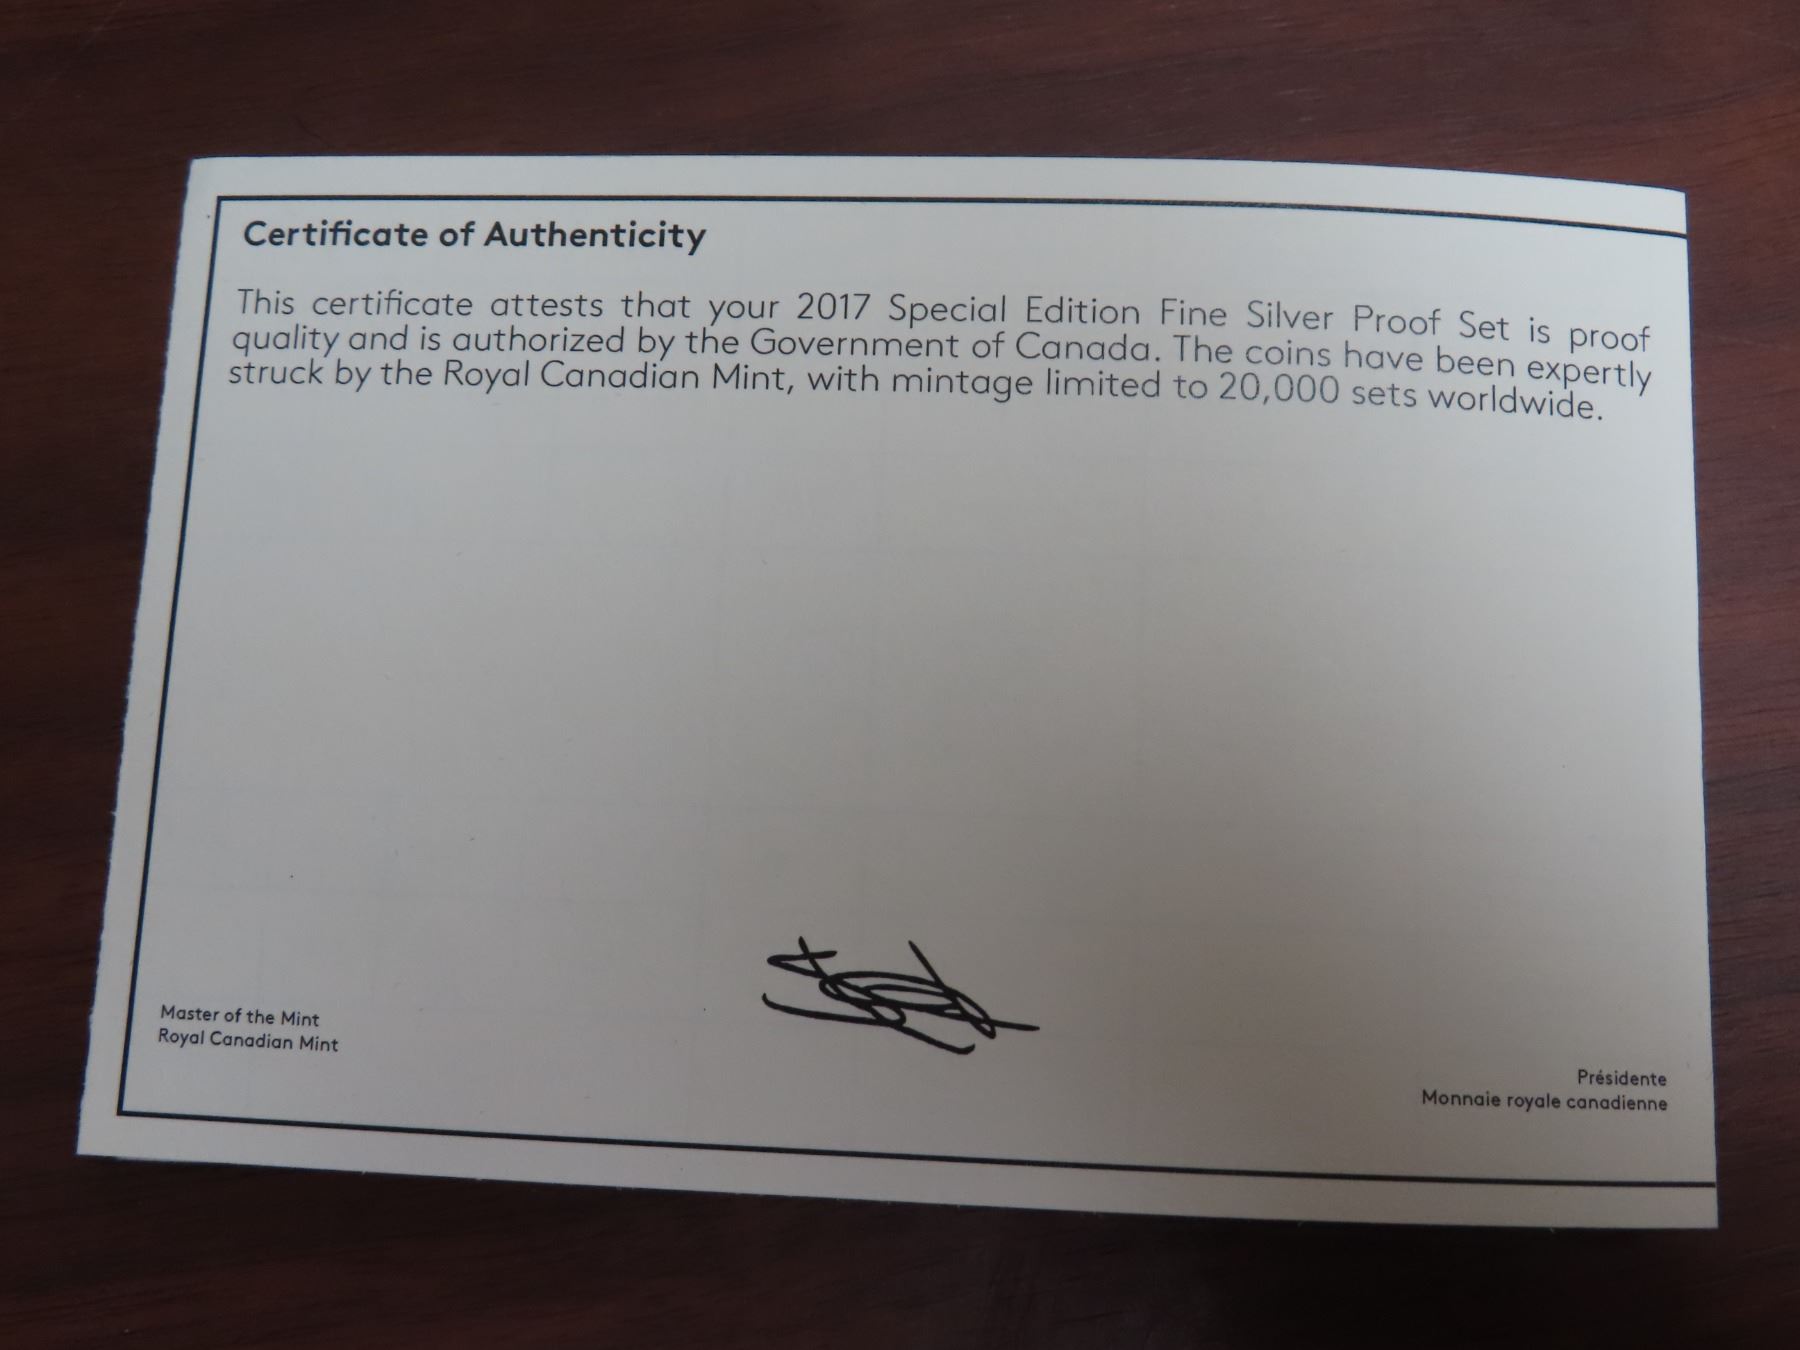 Certificate of Authenticity
This certificate attests that your 2017 Special Edition Fine Silver Proof Set is proof
quality and is authorized by the Government of Canada. The coins have been expertly
struck by the Royal Canadian Mint, with mintage limited to 20,000 sets worldwide.
Master of the Mint
Royal Canadian Mint
Présidente
Monnaie royale canadienne